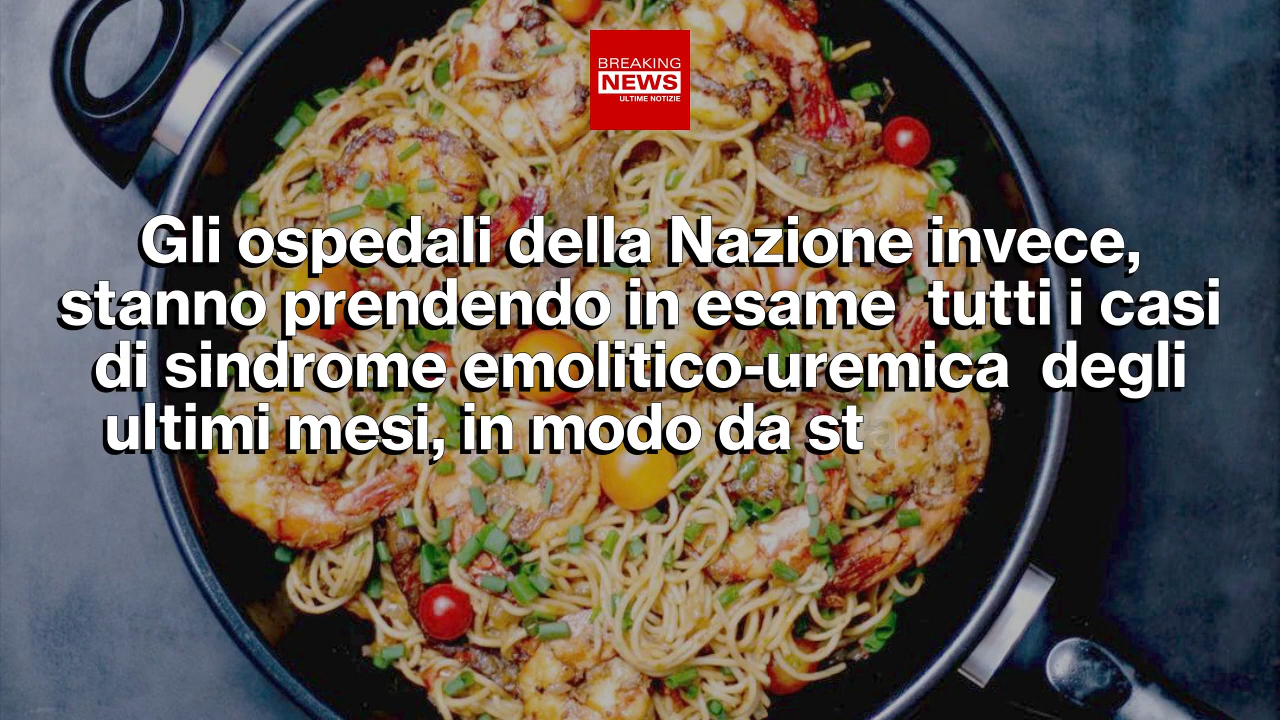 BREAKING
NEWS
ULTIME NOTIZIE
Gli ospedali della Nazione invece,
stanno prendendo in esame tutti i casi
di sindrome emolitico-uremica degli
ultimi mesi, in modo da sta